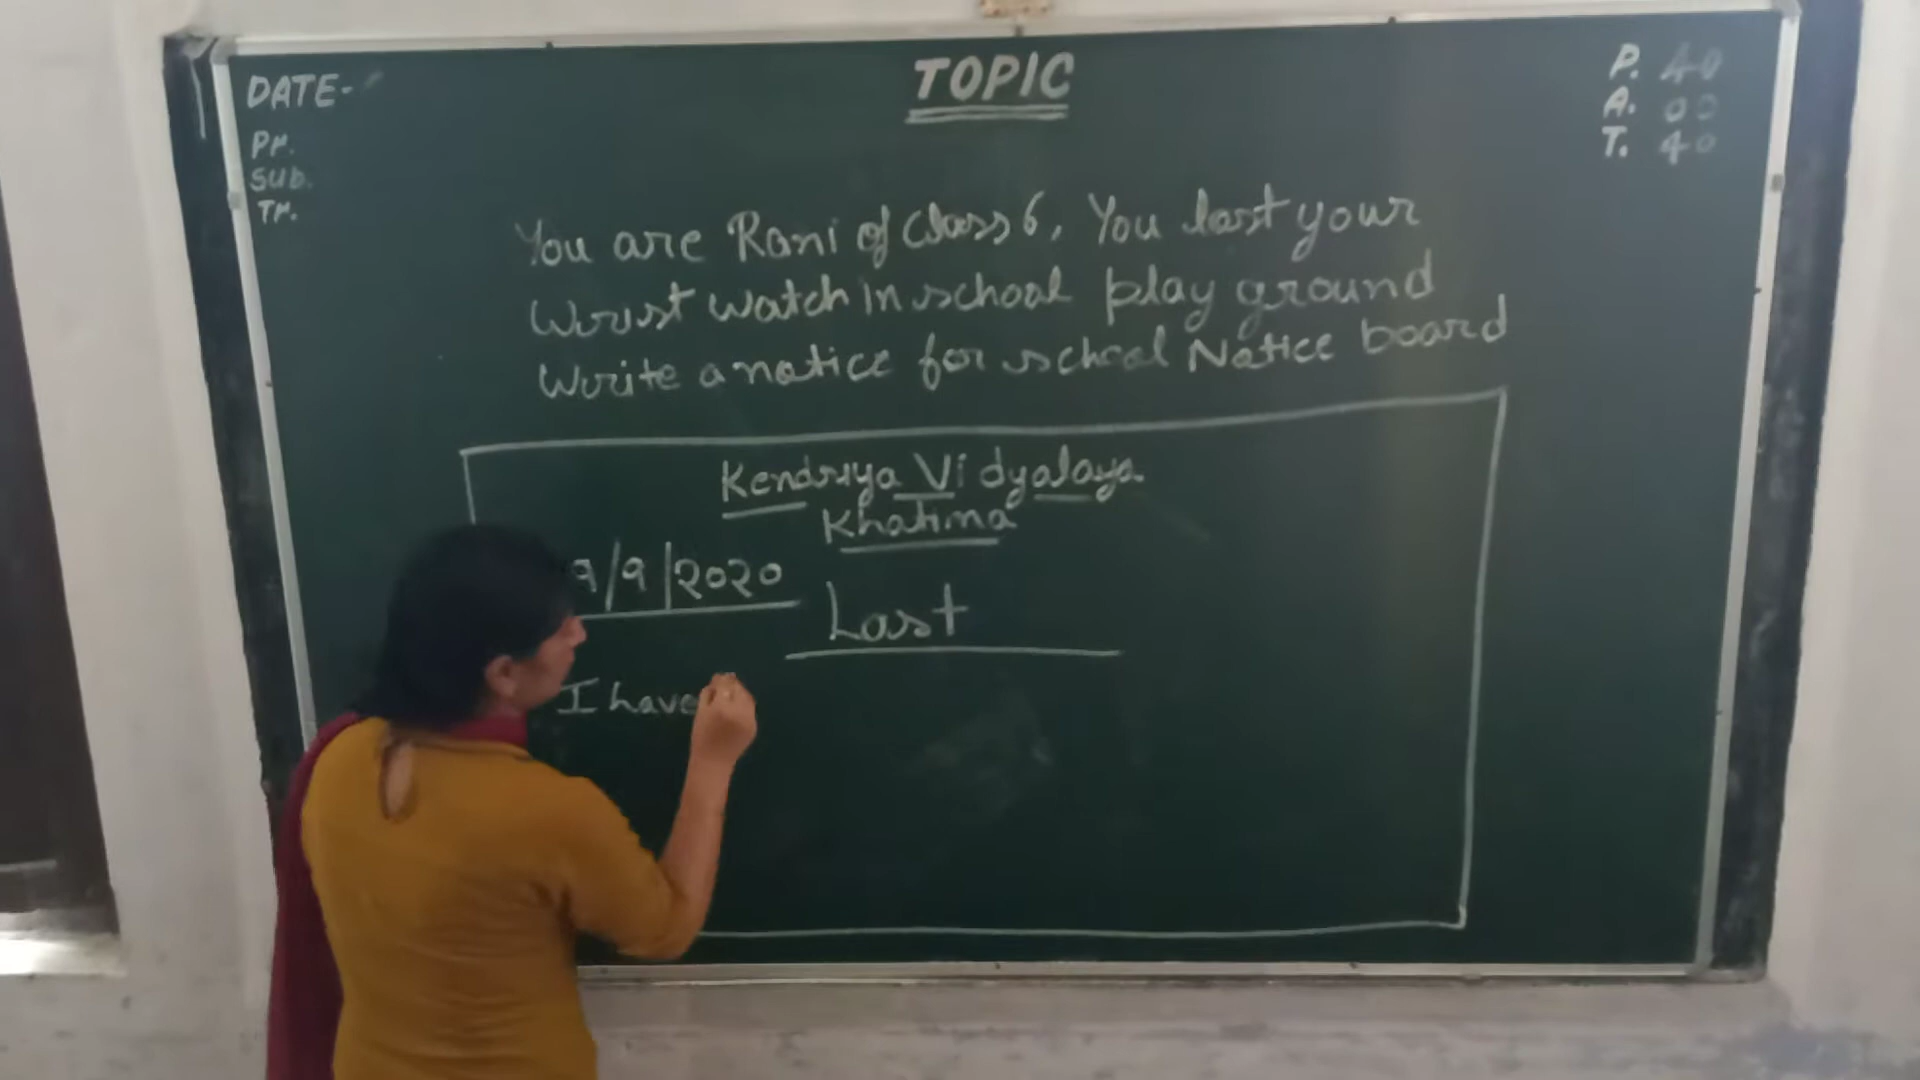 TOPIC
DATE-
Pr.
Sub.
Tr.
P. 40
A. 00
T. 40
You are Rani of Class 6, You lost your
Wrist watch in school play ground
Write a notice for school Notice board
Kendriya Vidyalaya
Khatima
9/9/2020
Lost
I have